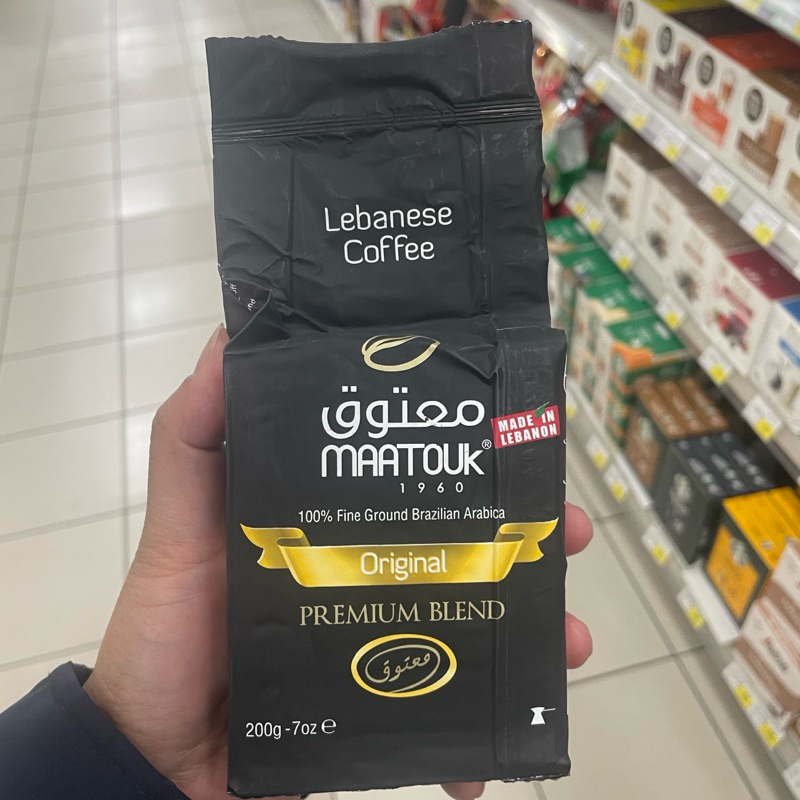 Lebanese
Coffee
معتوق
MAATOUK®
1960
MADE IN
LEBANON
100% Fine Ground Brazilian Arabica
Original
PREMIUM BLEND
معتوق
200g -7oz ℮